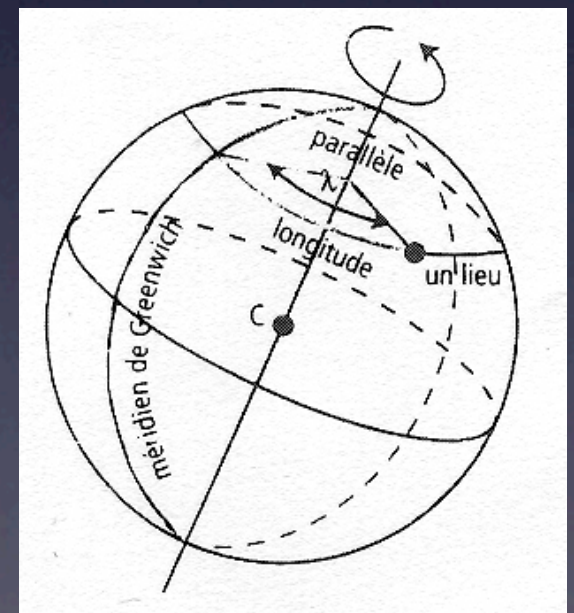 parallèle
λ
longitude
un lieu
C
méridien de Greenwich